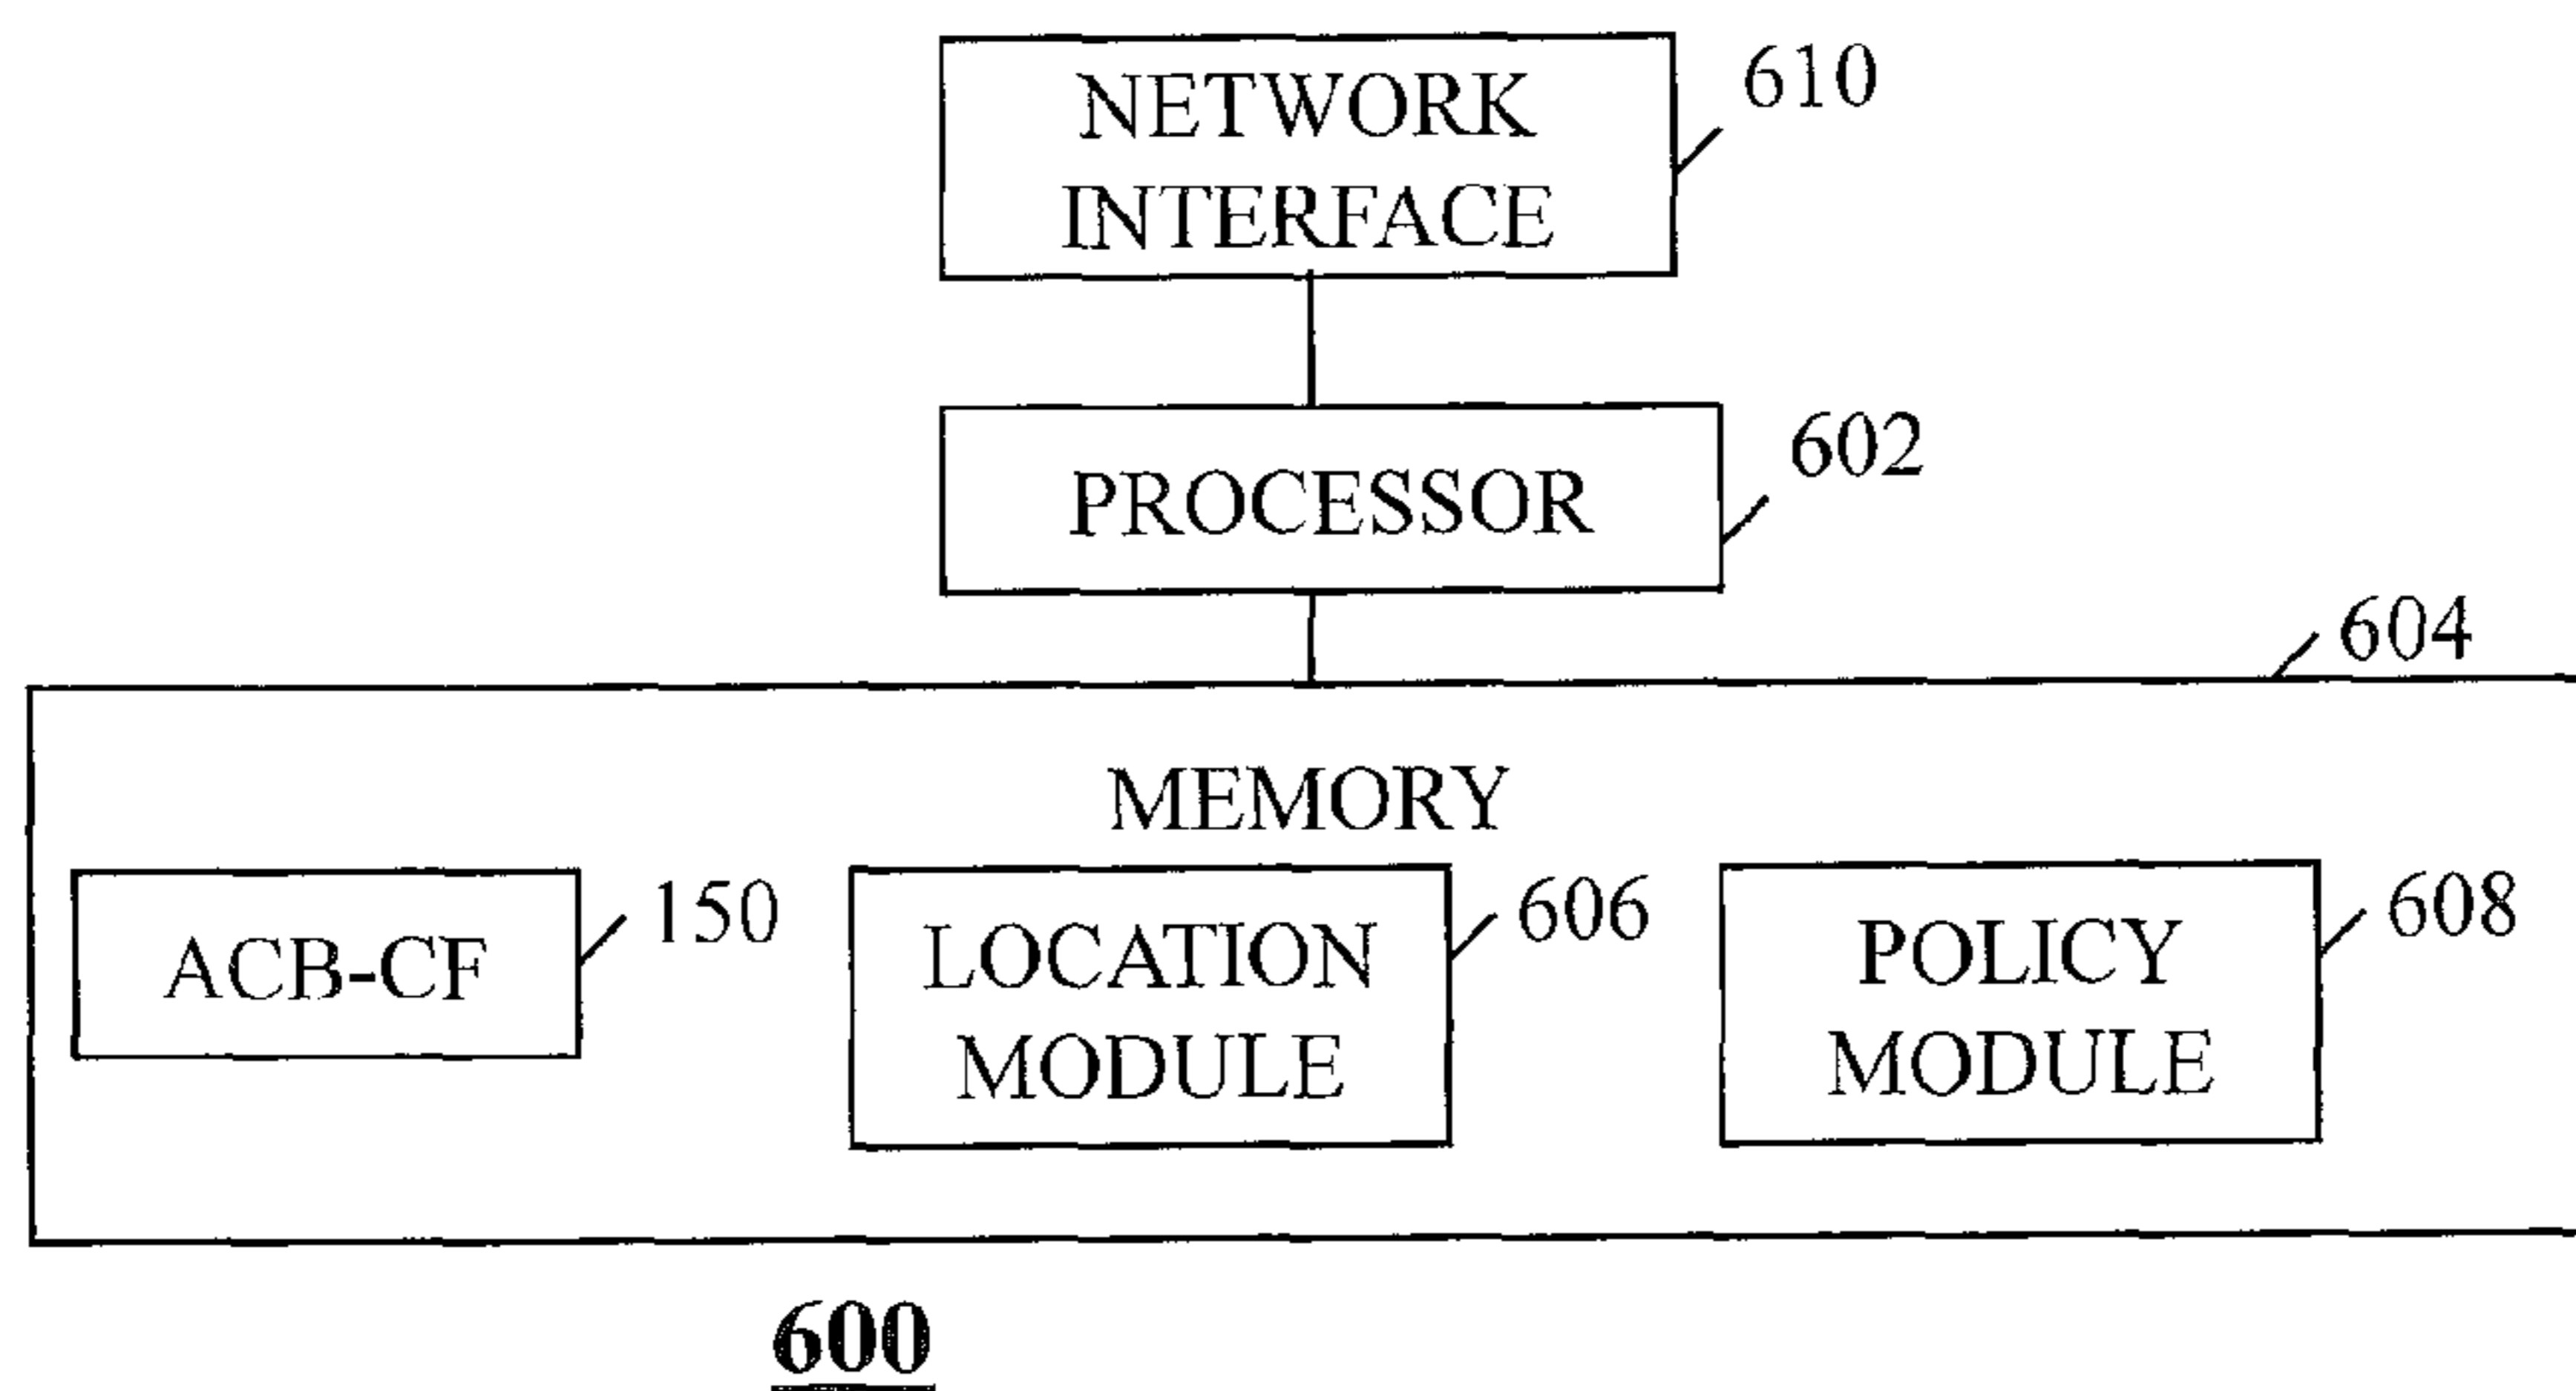 NETWORK
INTERFACE
610
PROCESSOR
602
604
MEMORY
ACB-CF
150
LOCATION
MODULE
606
POLICY
MODULE
608
600